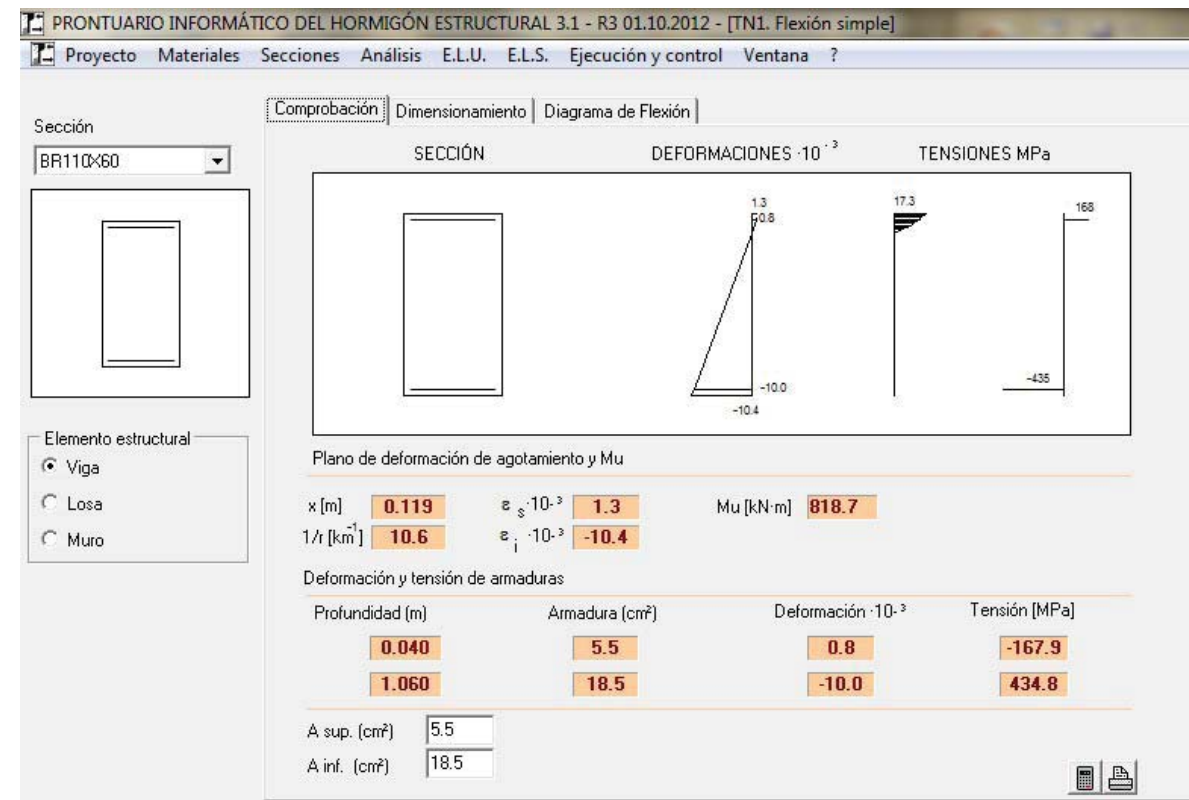 PRONTUARIO INFORMÁTICO DEL HORMIGÓN ESTRUCTURAL 3.1 - R3 01.10.2012 - [TN1. Flexión simple]
Proyecto Materiales Secciones Análisis E.L.U. E.L.S. Ejecución y control Ventana ?
Comprobación Dimensionamiento Diagrama de Flexión
Sección
BR110X60
SECCIÓN DEFORMACIONES ·10⁻³ TENSIONES MPa
1.3 17.3 168
0.8
-10.0 -435
-10.4
Elemento estructural
Viga
Losa
Muro
Plano de deformación de agotamiento y Mu
x [m] 0.119 ε s ·10-³ 1.3 Mu [kN·m] 818.7
1/r [km⁻¹] 10.6 ε i ·10-³ -10.4
Deformación y tensión de armaduras
Profundidad (m) Armadura (cm²) Deformación ·10-³ Tensión [MPa]
0.040 5.5 0.8 -167.9
1.060 18.5 -10.0 434.8
A sup. (cm²) 5.5
A inf. (cm²) 18.5